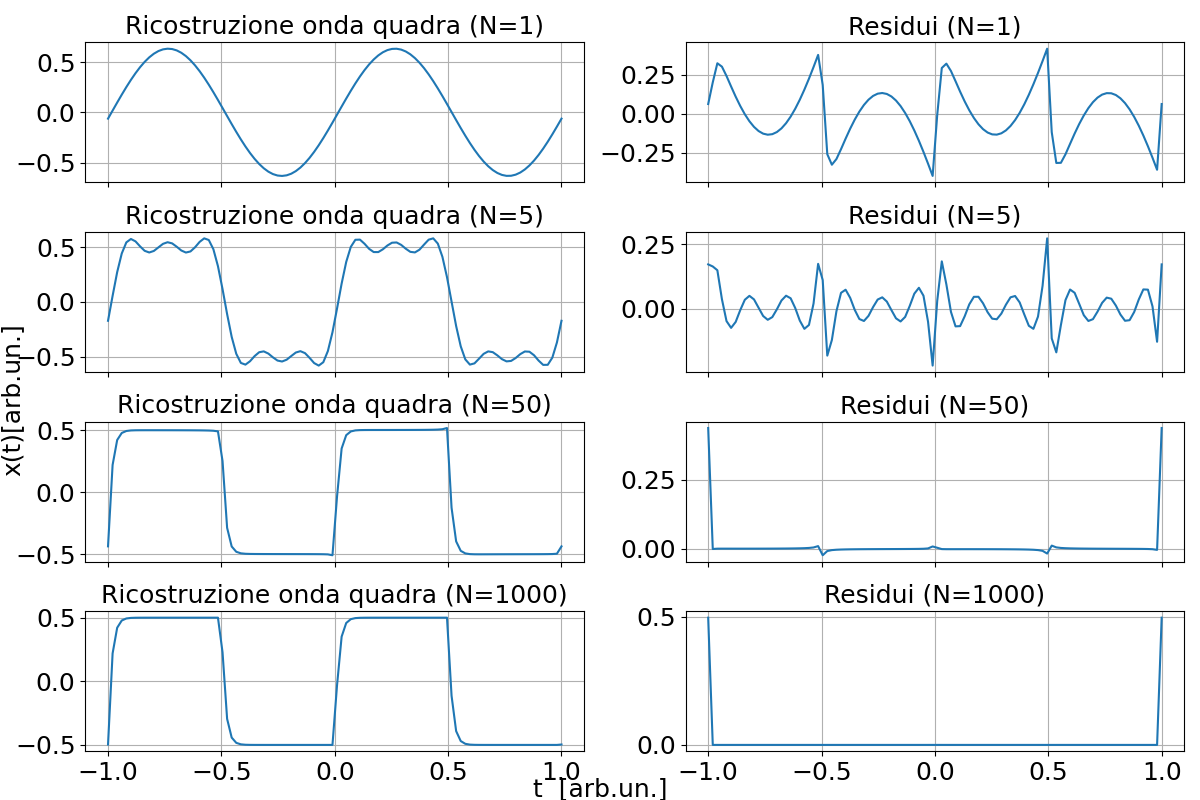 Ricostruzione onda quadra (N=1)
Residui (N=1)
0.5
0.0
−0.5
0.25
0.00
−0.25
Ricostruzione onda quadra (N=5)
Residui (N=5)
0.5
0.0
−0.5
0.25
0.00
x(t)[arb.un.]
Ricostruzione onda quadra (N=50)
Residui (N=50)
0.5
0.0
−0.5
0.25
0.00
Ricostruzione onda quadra (N=1000)
Residui (N=1000)
0.5
0.0
−0.5
0.5
0.0
−1.0 −0.5 0.0 0.5 1.0
−1.0 −0.5 0.0 0.5 1.0
t [arb.un.]